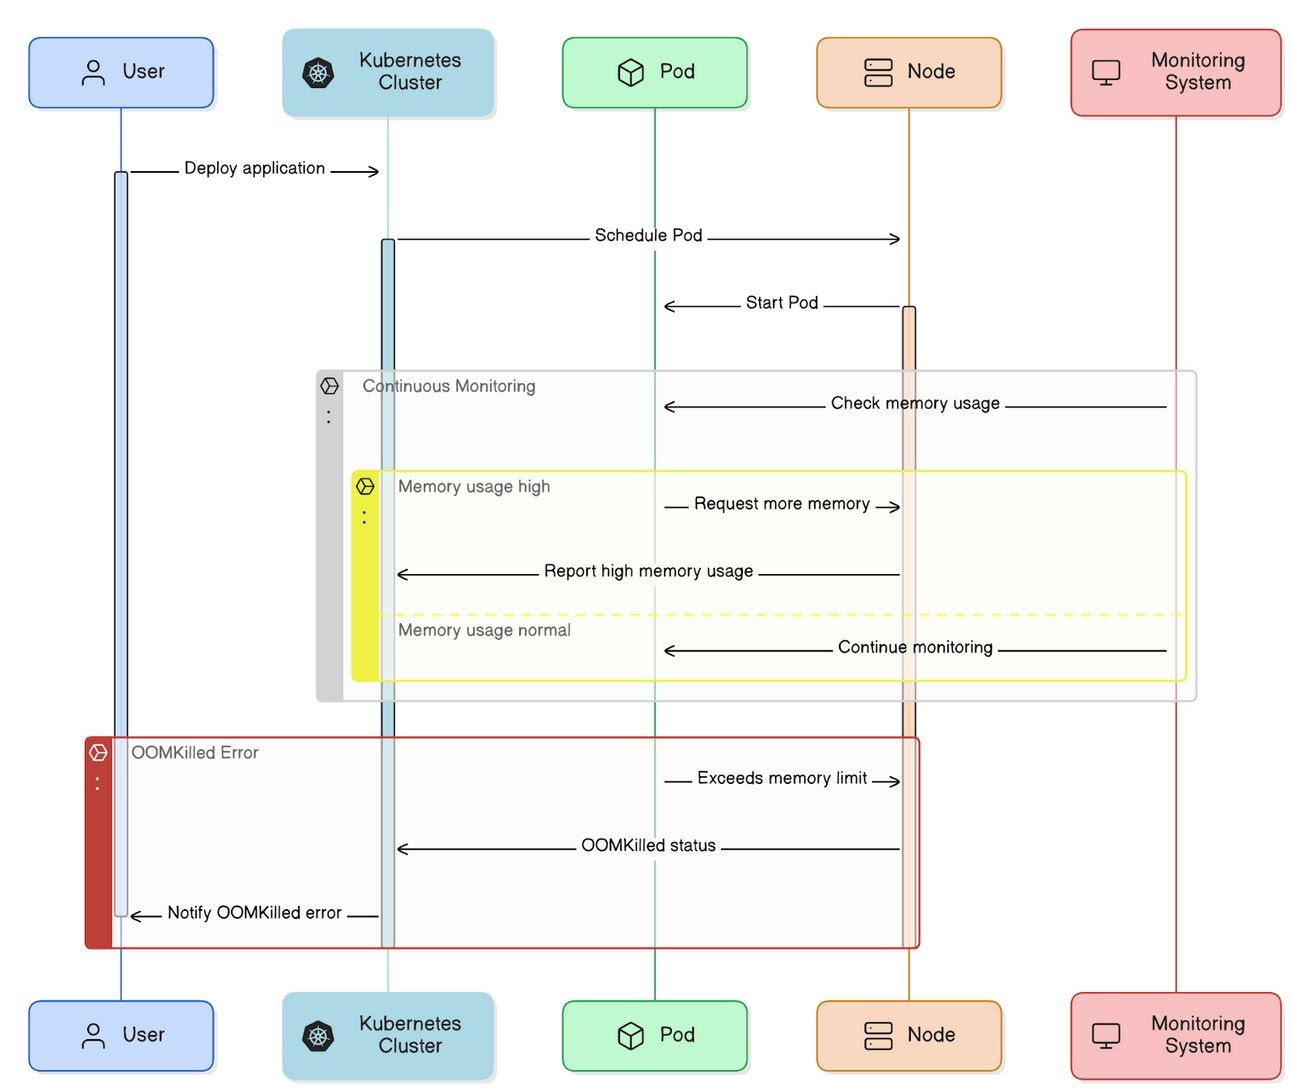 User
Kubernetes
Cluster
Pod
Node
Monitoring
System
Deploy application
Schedule Pod
Start Pod
Continuous Monitoring
Check memory usage
Memory usage high
Request more memory
Report high memory usage
Memory usage normal
Continue monitoring
OOMKilled Error
Exceeds memory limit
OOMKilled status
Notify OOMKilled error
User
Kubernetes
Cluster
Pod
Node
Monitoring
System